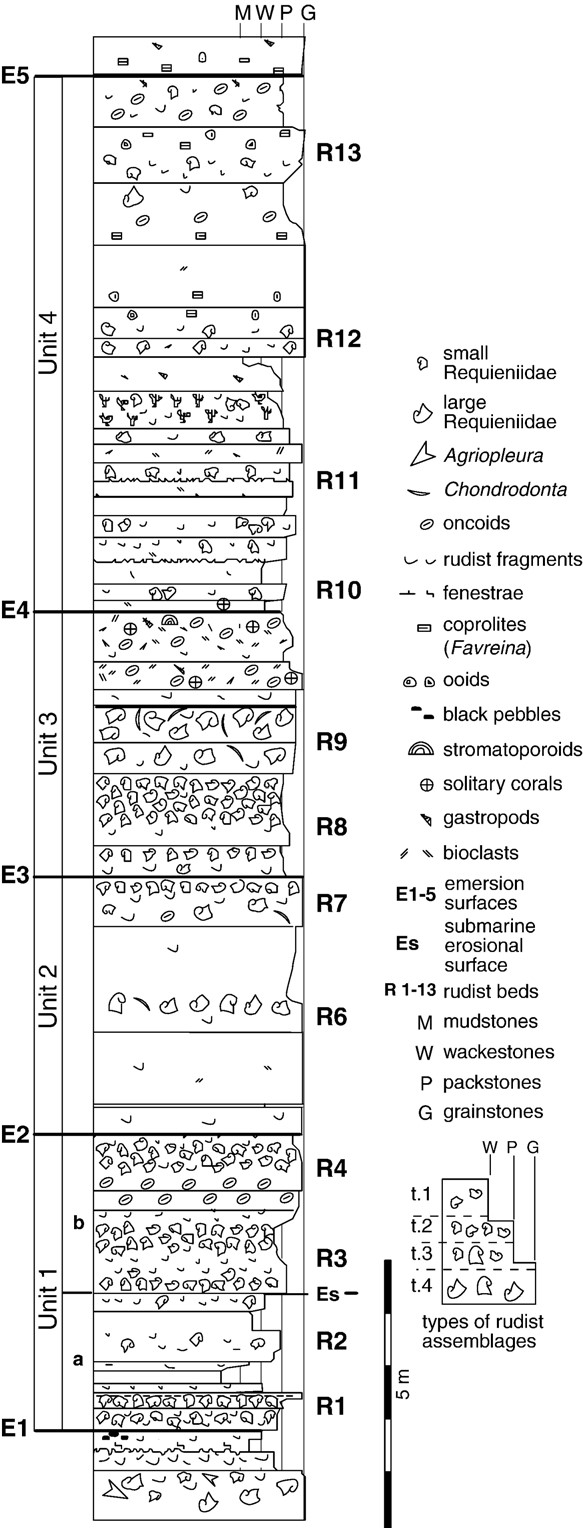 M W P G
E5
R13
Unit 4
R12
R11
R10
E4
Unit 3
R9
R8
E3
R7
Unit 2
R6
E2
R4
b
R3
Unit 1
Es
R2
a
R1
E1
small
Requieniidae
large
Requieniidae
Agriopleura
Chondrodonta
oncoids
rudist fragments
fenestrae
coprolites
(Favreina)
ooids
black pebbles
stromatoporoids
solitary corals
gastropods
bioclasts
E1-5 emersion
surfaces
submarine
Es erosional
surface
R 1-13 rudist beds
M mudstones
W wackestones
P packstones
G grainstones
W P G
t.1
t.2
t.3
t.4
types of rudist
assemblages
5 m